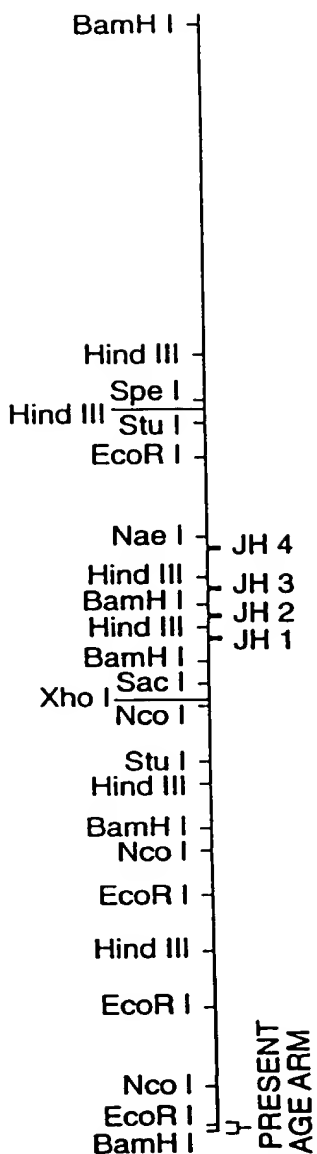 BamH I
Hind III
Spe I
Hind III
Stu I
EcoR I
Nae I
JH 4
Hind III
JH 3
BamH I
JH 2
Hind III
JH 1
BamH I
Sac I
Xho I
Nco I
Stu I
Hind III
BamH I
Nco I
EcoR I
Hind III
EcoR I
Nco I
EcoR I
BamH I
PRESENT
AGE ARM